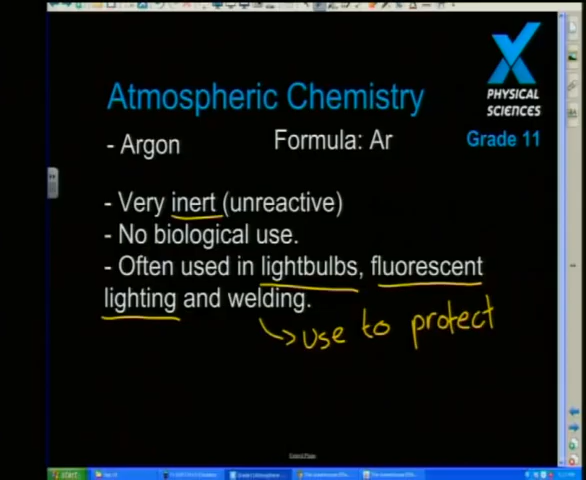 PHYSICAL
SCIENCES
Atmospheric Chemistry
Grade 11
- Argon Formula: Ar
- Very inert (unreactive)
- No biological use.
- Often used in lightbulbs, fluorescent
lighting and welding.
use to protect
start